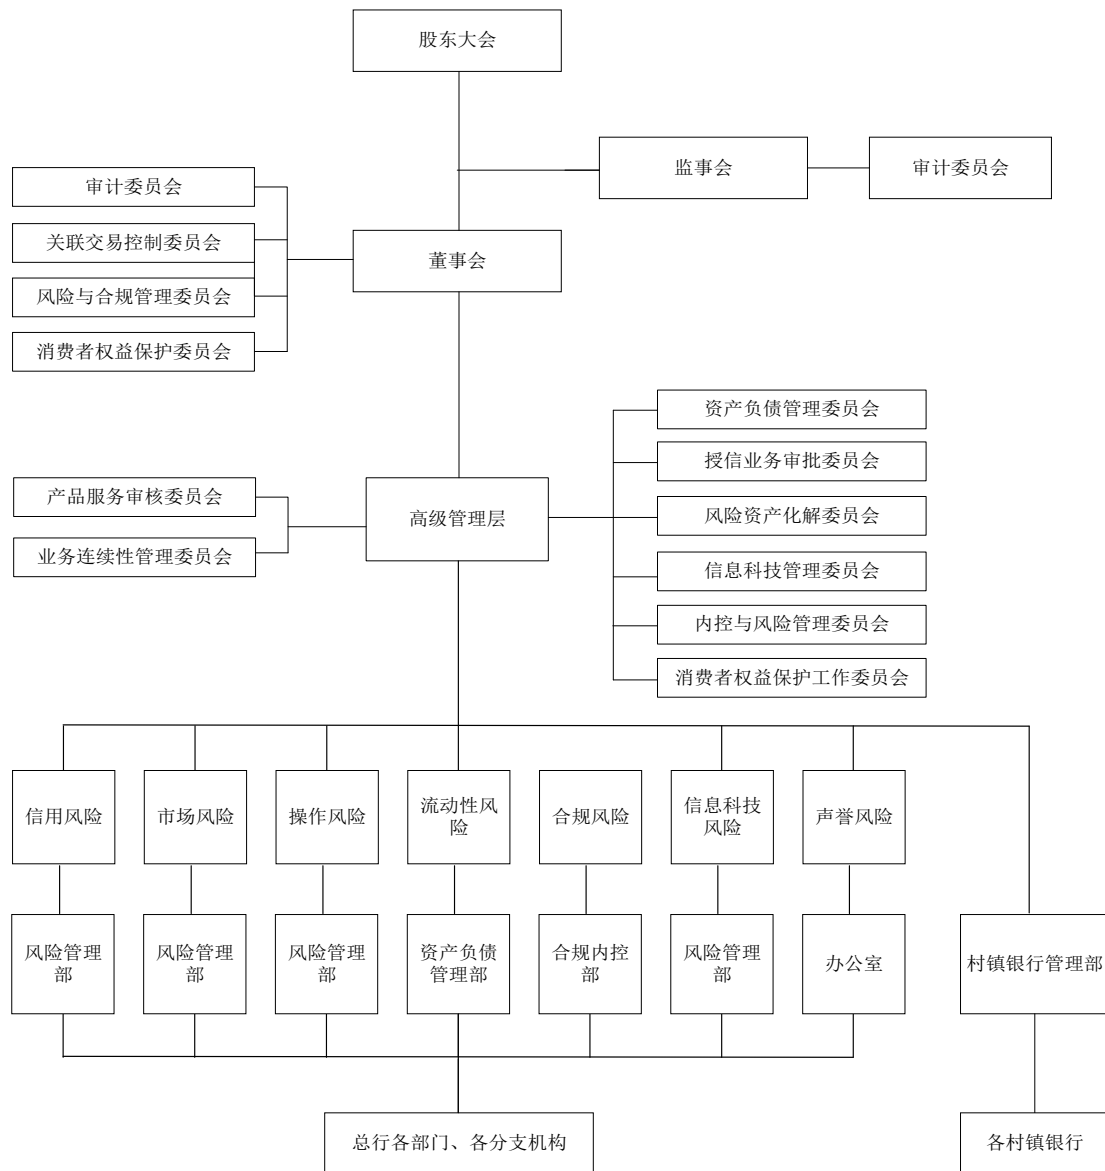 股东大会
监事会
审计委员会
审计委员会
关联交易控制委员会
董事会
风险与合规管理委员会
消费者权益保护委员会
资产负债管理委员会
授信业务审批委员会
产品服务审核委员会
高级管理层
风险资产化解委员会
业务连续性管理委员会
信息科技管理委员会
内控与风险管理委员会
消费者权益保护工作委员会
信用风险
市场风险
操作风险
流动性风
险
合规风险
信息科技
风险
声誉风险
风险管理
部
风险管理
部
风险管理
部
资产负债
管理部
合规内控
部
风险管理
部
办公室
村镇银行管理部
总行各部门、各分支机构
各村镇银行